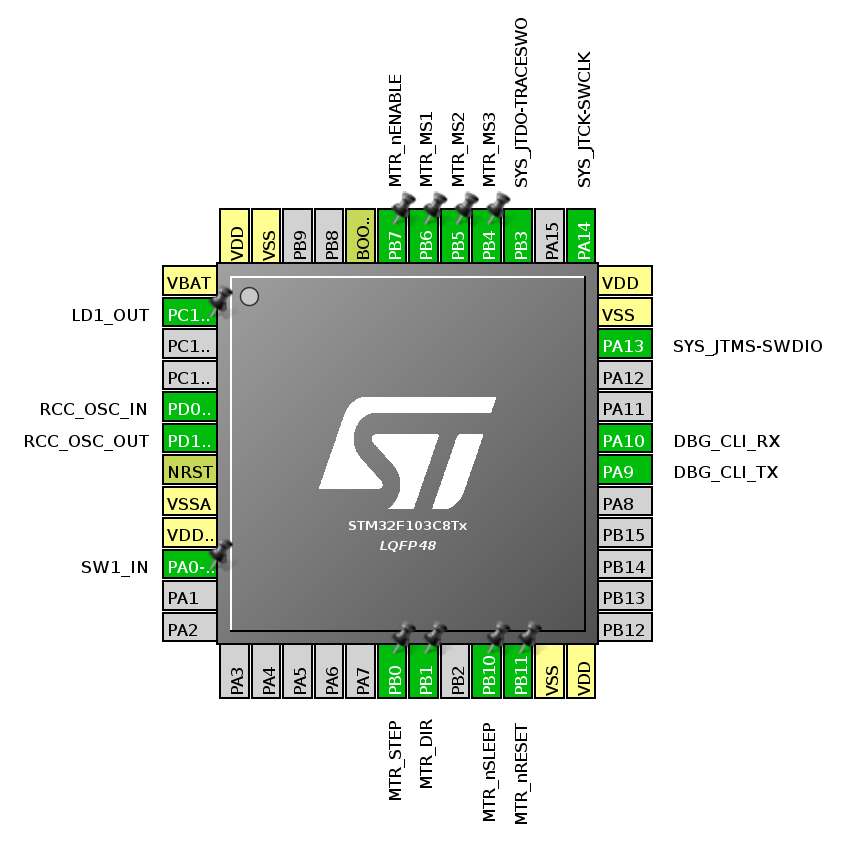 MTR_nENABLE
MTR_MS1
MTR_MS2
MTR_MS3
SYS_JTDO-TRACESWO
SYS_JTCK-SWCLK
VDD
VSS
PB9
PB8
BOO..
PB7
PB6
PB5
PB4
PB3
PA15
PA14
VBAT
LD1_OUT PC1..
PC1..
PC1..
RCC_OSC_IN PD0..
RCC_OSC_OUT PD1..
NRST
VSSA
VDD..
SW1_IN PA0-..
PA1
PA2
VDD
VSS
PA13 SYS_JTMS-SWDIO
PA12
PA11
PA10 DBG_CLI_RX
PA9 DBG_CLI_TX
PA8
PB15
PB14
PB13
PB12
ST
STM32F103C8Tx
LQFP48
PA3
PA4
PA5
PA6
PA7
PB0
PB1
PB2
PB10
PB11
VSS
VDD
MTR_STEP
MTR_DIR
MTR_nSLEEP
MTR_nRESET